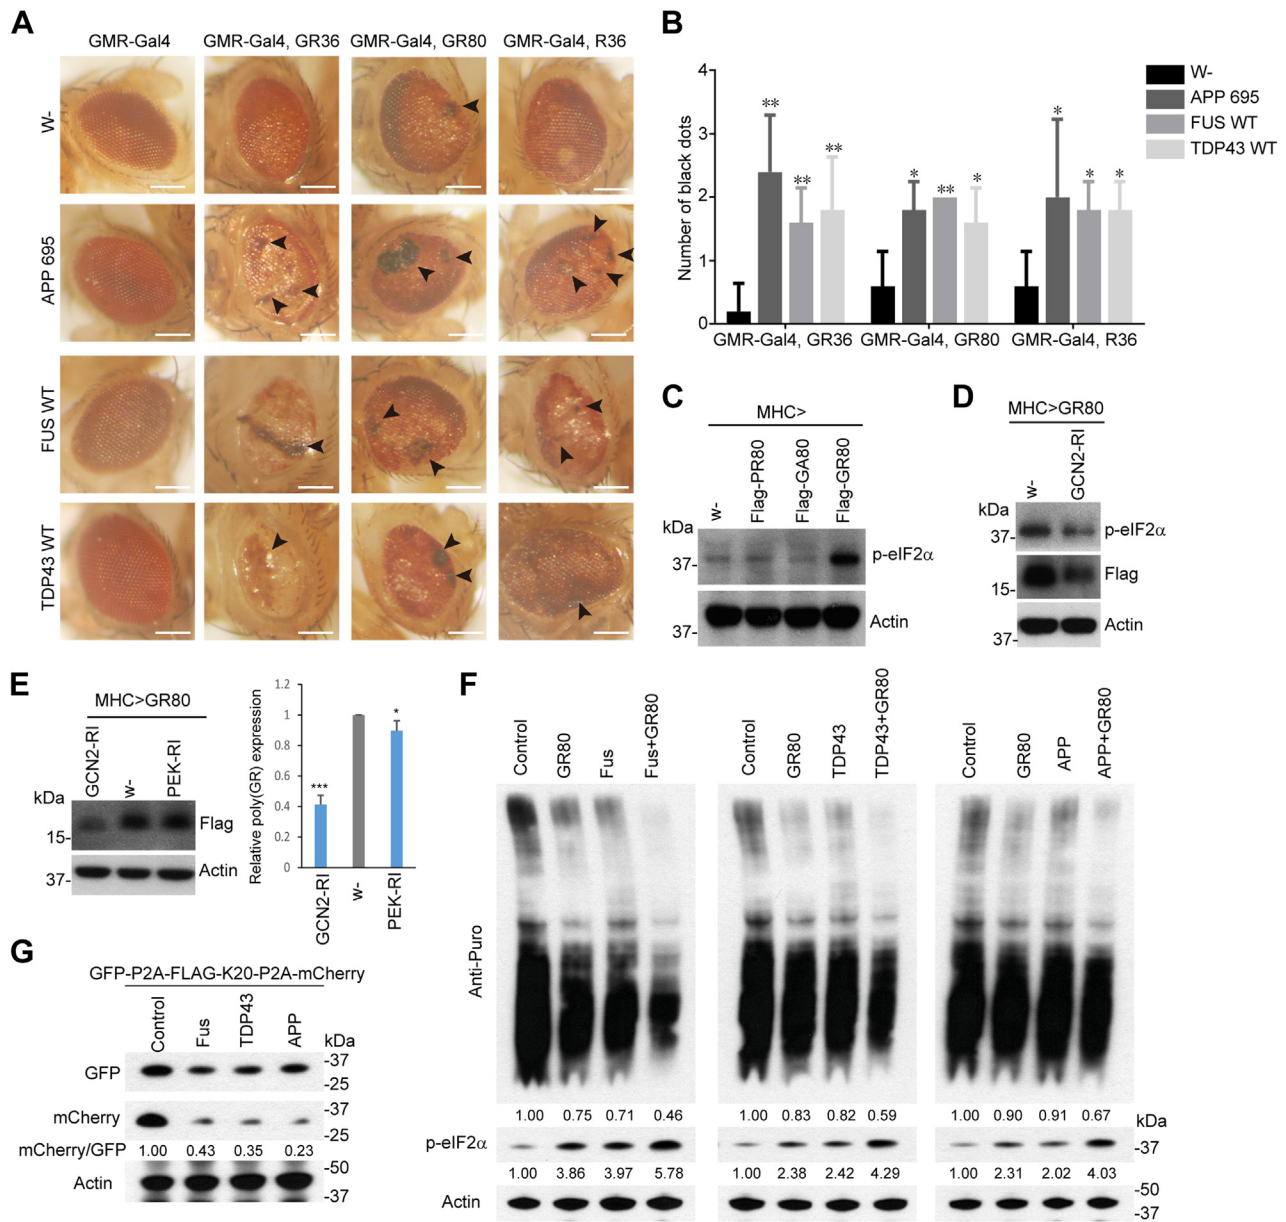 A
GMR-Gal4
GMR-Gal4, GR36
GMR-Gal4, GR80
GMR-Gal4, R36
W-
APP 695
FUS WT
TDP43 WT
B
Number of black dots
4
3
2
1
0
** ** **
* ** *
* * *
GMR-Gal4, GR36
GMR-Gal4, GR80
GMR-Gal4, R36
W-
APP 695
FUS WT
TDP43 WT
C
MHC>
w-
Flag-PR80
Flag-GA80
Flag-GR80
kDa
37-
p-eIF2α
37-
Actin
D
MHC>GR80
w-
GCN2-RI
kDa
37-
p-eIF2α
15-
Flag
37-
Actin
E
MHC>GR80
GCN2-RI
w-
PEK-RI
kDa
15-
Flag
37-
Actin
Relative poly(GR) expression
1.2
1
0.8
0.6
0.4
0.2
0
***
*
GCN2-RI
w-
PEK-RI
F
Control
GR80
Fus
Fus+GR80
Control
GR80
TDP43
TDP43+GR80
Control
GR80
APP
APP+GR80
Anti-Puro
1.00 0.75 0.71 0.46
1.00 0.83 0.82 0.59
1.00 0.90 0.91 0.67
kDa
p-eIF2α
-37
1.00 3.86 3.97 5.78
1.00 2.38 2.42 4.29
1.00 2.31 2.02 4.03
Actin
-50
-37
G
GFP-P2A-FLAG-K20-P2A-mCherry
Control
Fus
TDP43
APP
kDa
GFP
-37
-25
mCherry
-37
-25
mCherry/GFP 1.00 0.43 0.35 0.23
Actin
-50
-37